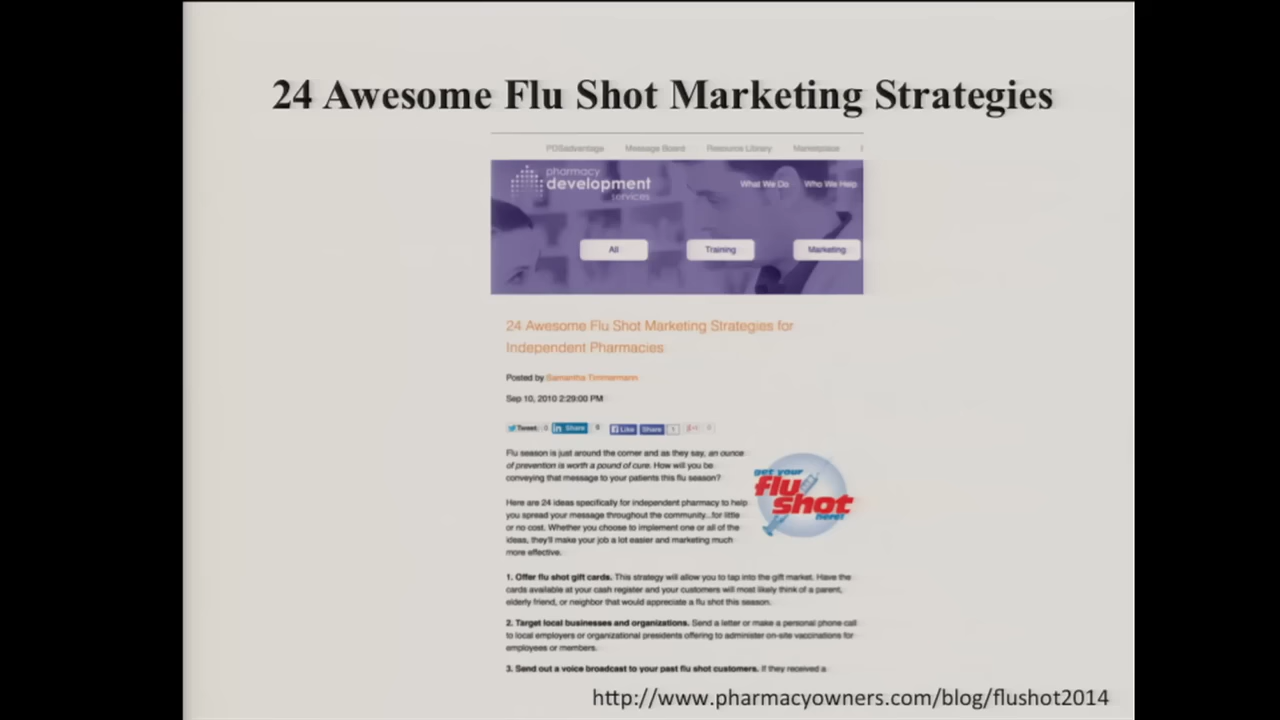 24 Awesome Flu Shot Marketing Strategies
PDSadvantage Message Board Resource Library Marketplace
pharmacy
development
services
What We Do Who We Help
All Training Marketing
24 Awesome Flu Shot Marketing Strategies for
Independent Pharmacies
Posted by Samantha Timmermann
Sep 10, 2010 2:29:00 PM
Tweet 0 in Share 8 Like Share 1 g+1 0
Flu season is just around the corner and as they say, an ounce
of prevention is worth a pound of cure. How will you be
conveying that message to your patients this flu season?
get your
flu
shot
here!
Here are 24 ideas specifically for independent pharmacy to help
you spread your message throughout the community...for little
or no cost. Whether you choose to implement one or all of the
ideas, they'll make your job a lot easier and marketing much
more effective.
1. Offer flu shot gift cards. This strategy will allow you to tap into the gift market. Have the
cards available at your cash register and your customers will most likely think of a parent,
elderly friend, or neighbor that would appreciate a flu shot this season.
2. Target local businesses and organizations. Send a letter or make a personal phone call
to local employers or organizational presidents offering to administer on-site vaccinations for
employees or members.
3. Send out a voice broadcast to your past flu shot customers. If they received a
http://www.pharmacyowners.com/blog/flushot2014